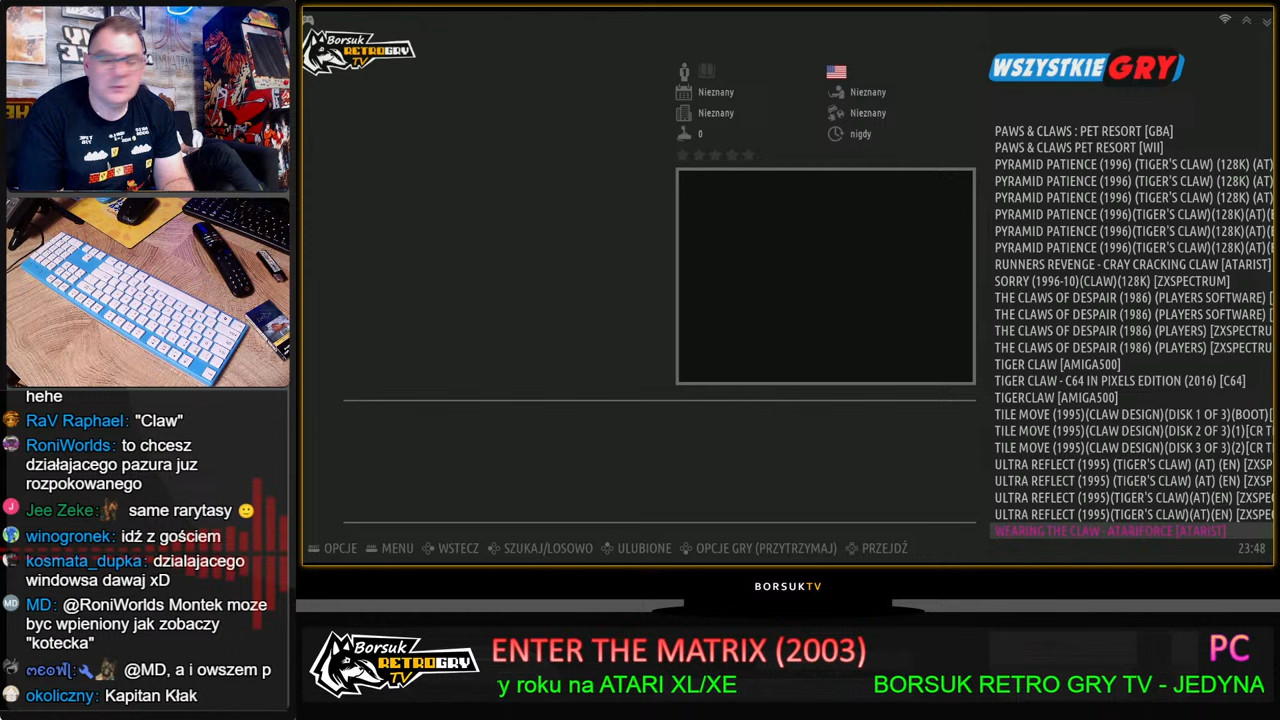 Borsuk
RETROGRY
TV
WSZYSTKIE GRY
Nieznany
Nieznany
Nieznany
Nieznany
0
nigdy
PAWS & CLAWS : PET RESORT [GBA]
PAWS & CLAWS PET RESORT [WII]
PYRAMID PATIENCE (1996) (TIGER'S CLAW) (128K) (AT)
PYRAMID PATIENCE (1996) (TIGER'S CLAW) (128K) (AT)
PYRAMID PATIENCE (1996) (TIGER'S CLAW) (128K) (AT)
PYRAMID PATIENCE (1996)(TIGER'S CLAW)(128K)(AT)(E
PYRAMID PATIENCE (1996)(TIGER'S CLAW)(128K)(AT)(E
PYRAMID PATIENCE (1996)(TIGER'S CLAW)(128K)(AT)(E
RUNNERS REVENGE - CRAY CRACKING CLAW [ATARIST]
SORRY (1996-10)(CLAW)(128K) [ZXSPECTRUM]
THE CLAWS OF DESPAIR (1986) (PLAYERS SOFTWARE) [
THE CLAWS OF DESPAIR (1986) (PLAYERS SOFTWARE) [
THE CLAWS OF DESPAIR (1986) (PLAYERS) [ZXSPECTRU
THE CLAWS OF DESPAIR (1986) (PLAYERS) [ZXSPECTRU
TIGER CLAW [AMIGA500]
TIGER CLAW - C64 IN PIXELS EDITION (2016) [C64]
TIGERCLAW [AMIGA500]
TILE MOVE (1995)(CLAW DESIGN)(DISK 1 OF 3)(BOOT)[
TILE MOVE (1995)(CLAW DESIGN)(DISK 2 OF 3)(1)[CR T
TILE MOVE (1995)(CLAW DESIGN)(DISK 3 OF 3)(2)[CR T
ULTRA REFLECT (1995) (TIGER'S CLAW) (AT) (EN) [ZXSP
ULTRA REFLECT (1995) (TIGER'S CLAW) (AT) (EN) [ZXSP
ULTRA REFLECT (1995)(TIGER'S CLAW)(AT)(EN) [ZXSPE
ULTRA REFLECT (1995)(TIGER'S CLAW)(AT)(EN) [ZXSPE
WEARING THE CLAW - ATARIFORCE [ATARIST]
OPCJE MENU WSTECZ SZUKAJ/LOSOWO ULUBIONE OPCJE GRY (PRZYTRZYMAJ) PRZEJDŹ
23:48
hehe
RaV Raphael: "Claw"
RoniWorlds: to chcesz
działajacego pazura juz
rozpokowanego
Jee Zeke: same rarytasy
winogronek: idź z gościem
kosmata_dupka: dzialajacego
windowsa dawaj xD
MD: @RoniWorlds Montek moze
byc wpieniony jak zobaczy
"kotecka"
@MD, a i owszem p
okoliczny: Kapitan Kłak
BORSUKTV
Borsuk
RETROGRY
TV
ENTER THE MATRIX (2003)
PC
y roku na ATARI XL/XE
BORSUK RETRO GRY TV - JEDYNA